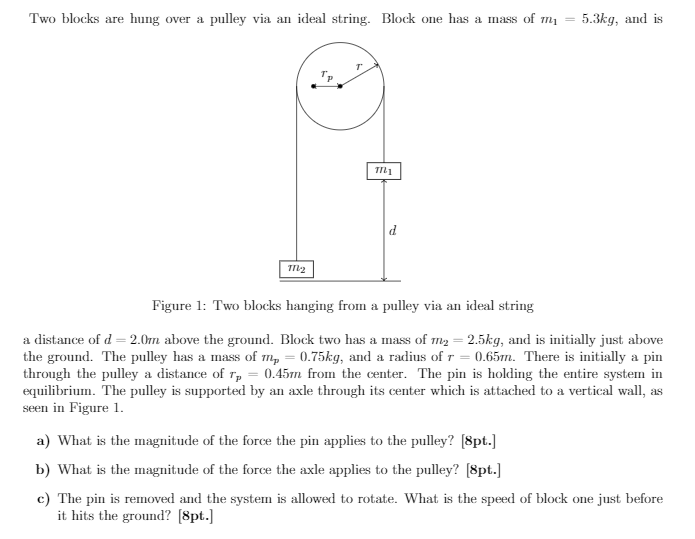 Two blocks are hung over a pulley via an ideal string. Block one has a mass of m₁ = 5.3kg, and is
r
rₚ
m₁
d
m₂
Figure 1: Two blocks hanging from a pulley via an ideal string
a distance of d = 2.0m above the ground. Block two has a mass of m₂ = 2.5kg, and is initially just above
the ground. The pulley has a mass of mₚ = 0.75kg, and a radius of r = 0.65m. There is initially a pin
through the pulley a distance of rₚ = 0.45m from the center. The pin is holding the entire system in
equilibrium. The pulley is supported by an axle through its center which is attached to a vertical wall, as
seen in Figure 1.
a) What is the magnitude of the force the pin applies to the pulley? [8pt.]
b) What is the magnitude of the force the axle applies to the pulley? [8pt.]
c) The pin is removed and the system is allowed to rotate. What is the speed of block one just before
it hits the ground? [8pt.]